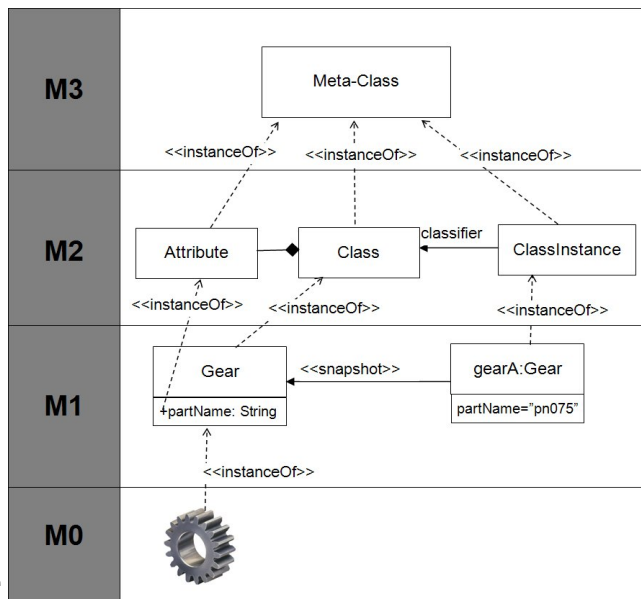 M3
Meta-Class
<<instanceOf>>
<<instanceOf>>
<<instanceOf>>
M2
Attribute
Class
classifier
ClassInstance
<<instanceOf>>
<<instanceOf>>
<<instanceOf>>
M1
Gear
+partName: String
<<snapshot>>
gearA:Gear
partName="pn075"
<<instanceOf>>
M0